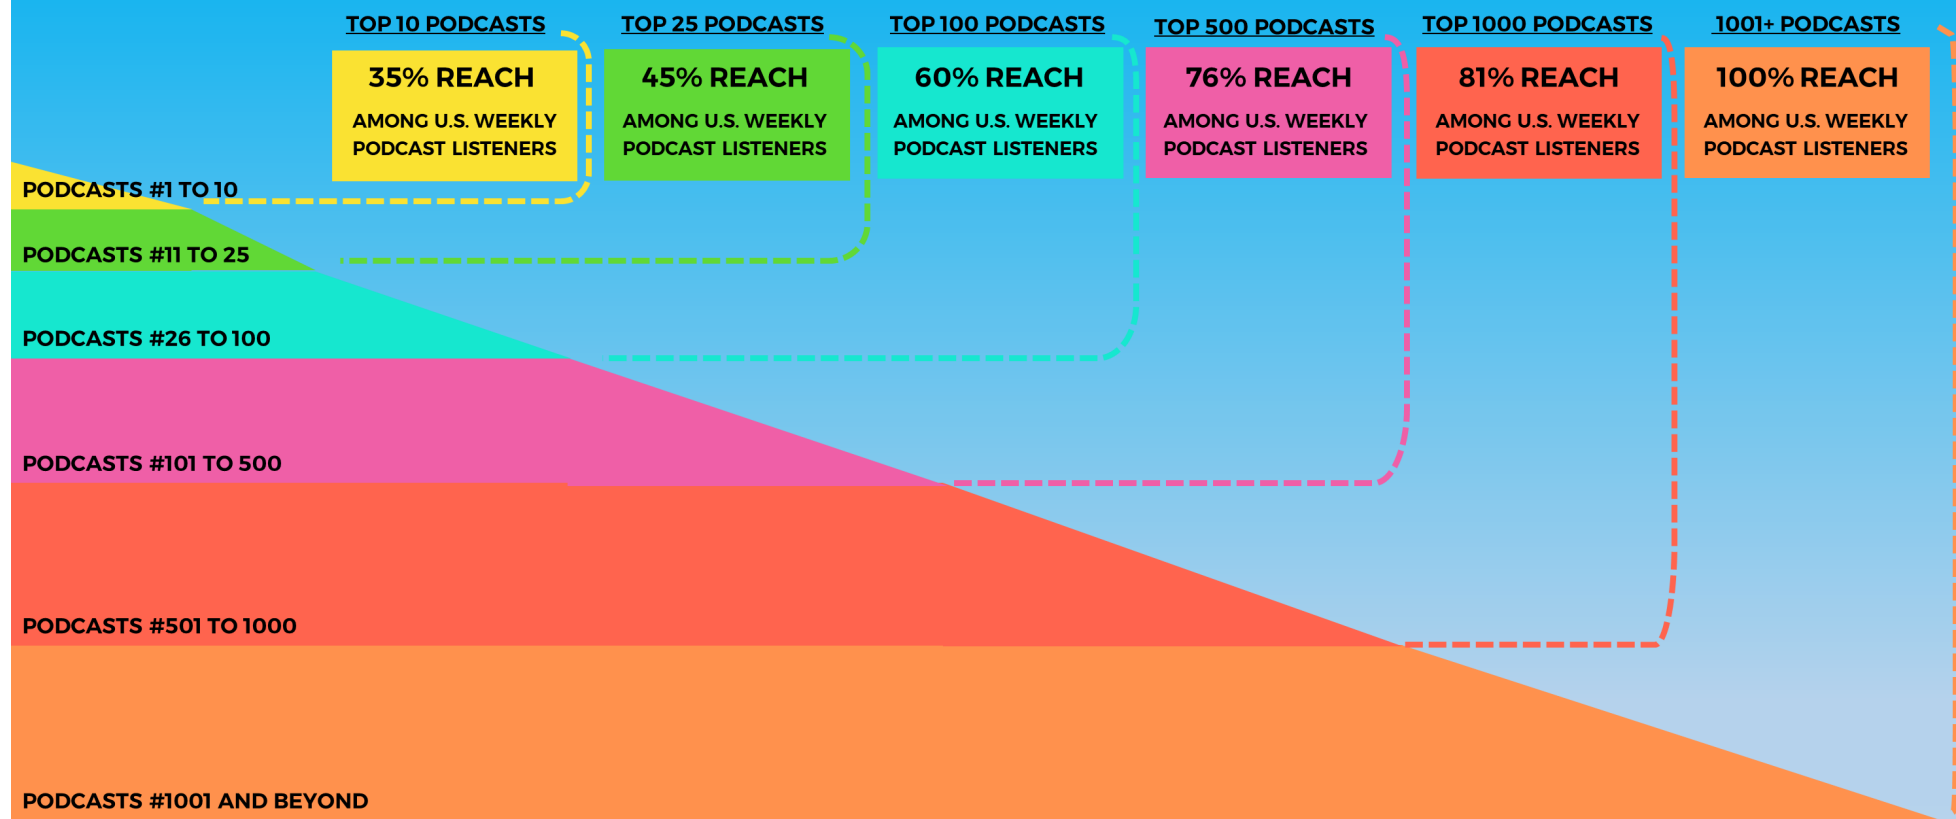 TOP 10 PODCASTS
35% REACH
AMONG U.S. WEEKLY
PODCAST LISTENERS
TOP 25 PODCASTS
45% REACH
AMONG U.S. WEEKLY
PODCAST LISTENERS
TOP 100 PODCASTS
60% REACH
AMONG U.S. WEEKLY
PODCAST LISTENERS
TOP 500 PODCASTS
76% REACH
AMONG U.S. WEEKLY
PODCAST LISTENERS
TOP 1000 PODCASTS
81% REACH
AMONG U.S. WEEKLY
PODCAST LISTENERS
1001+ PODCASTS
100% REACH
AMONG U.S. WEEKLY
PODCAST LISTENERS
PODCASTS #1 TO 10
PODCASTS #11 TO 25
PODCASTS #26 TO 100
PODCASTS #101 TO 500
PODCASTS #501 TO 1000
PODCASTS #1001 AND BEYOND